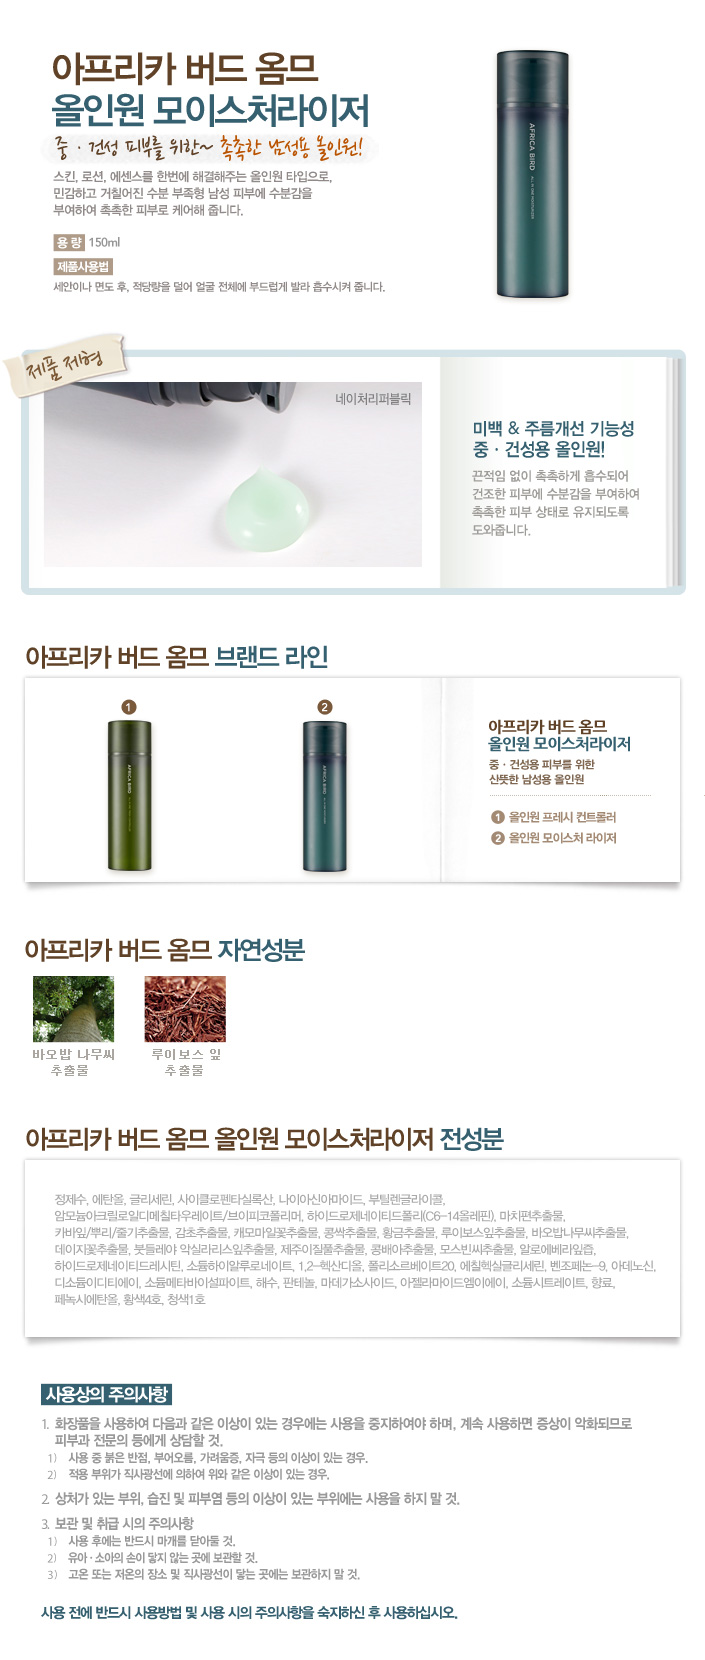 아프리카 버드 옴므
올인원 모이스처라이저
중 · 건성 피부를 위한~ 촉촉한 남성용 올인원!
스킨, 로션, 에센스를 한번에 해결해주는 올인원 타입으로,
민감하고 거칠어진 수분 부족형 남성 피부에 수분감을
부여하여 촉촉한 피부로 케어해 줍니다.
용 량 150ml
제품사용법
세안이나 면도 후, 적당량을 덜어 얼굴 전체에 부드럽게 발라 흡수시켜 줍니다.
AFRICA BIRD
ALL IN ONE MOISTURIZER
제품 제형
네이처리퍼블릭
미백 & 주름개선 기능성
중 · 건성용 올인원!
끈적임 없이 촉촉하게 흡수되어
건조한 피부에 수분감을 부여하여
촉촉한 피부 상태로 유지되도록
도와줍니다.
아프리카 버드 옴므 브랜드 라인
1
2
AFRICA BIRD
AFRICA BIRD
아프리카 버드 옴므
올인원 모이스처라이저
중 · 건성용 피부를 위한
산뜻한 남성용 올인원
1 올인원 프레시 컨트롤러
2 올인원 모이스처 라이저
아프리카 버드 옴므 자연성분
바오밥 나무씨
추출물
루이보스 잎
추출물
아프리카 버드 옴므 올인원 모이스처라이저 전성분
정제수, 에탄올, 글리세린, 사이클로펜타실록산, 나이아신아마이드, 부틸렌글라이콜,
암모늄아크릴로일디메칠타우레이트/브이피코폴리머, 하이드로제네이티드폴리(C6-14올레핀), 마치편추출물,
카바잎/뿌리/줄기추출물, 감초추출물, 캐모마일꽃추출물, 콩싹추출물, 황금추출물, 루이보스잎추출물, 바오밥나무씨추출물,
데이지꽃추출물, 붓들레야 악실라리스잎추출물, 제주이질풀추출물, 콩배아추출물, 모스빈씨추출물, 알로에베라잎즙,
하이드로제네이티드레시틴, 소듐하이알루로네이트, 1,2-헥산디올, 폴리소르베이트20, 에칠헥실글리세린, 벤조페논-9, 아데노신,
디소듐이디티에이, 소듐메타바이설파이트, 해수, 판테놀, 마데카소사이드, 아젤라마이드엠이에이, 소듐시트레이트, 향료,
페녹시에탄올, 황색4호, 청색1호
사용상의 주의사항
1. 화장품을 사용하여 다음과 같은 이상이 있는 경우에는 사용을 중지하여야 하며, 계속 사용하면 증상이 악화되므로
피부과 전문의 등에게 상담할 것.
1) 사용 중 붉은 반점, 부어오름, 가려움증, 자극 등의 이상이 있는 경우.
2) 적용 부위가 직사광선에 의하여 위와 같은 이상이 있는 경우.
2. 상처가 있는 부위, 습진 및 피부염 등의 이상이 있는 부위에는 사용을 하지 말 것.
3. 보관 및 취급 시의 주의사항
1) 사용 후에는 반드시 마개를 닫아둘 것.
2) 유아 · 소아의 손이 닿지 않는 곳에 보관할 것.
3) 고온 또는 저온의 장소 및 직사광선이 닿는 곳에는 보관하지 말 것.
사용 전에 반드시 사용방법 및 사용 시의 주의사항을 숙지하신 후 사용하십시오.